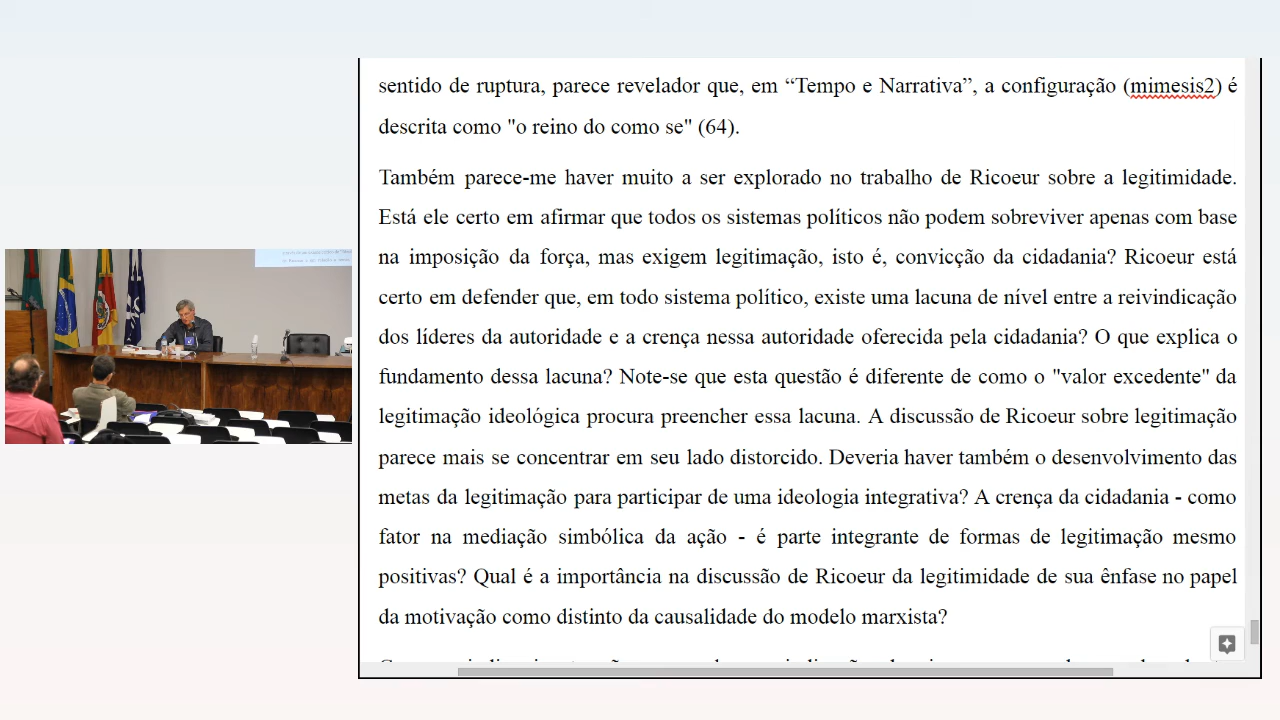 sentido de ruptura, parece revelador que, em “Tempo e Narrativa”, a configuração (mimesis2) é
descrita como "o reino do como se" (64).
Também parece-me haver muito a ser explorado no trabalho de Ricoeur sobre a legitimidade.
Está ele certo em afirmar que todos os sistemas políticos não podem sobreviver apenas com base
na imposição da força, mas exigem legitimação, isto é, convicção da cidadania? Ricoeur está
certo em defender que, em todo sistema político, existe uma lacuna de nível entre a reivindicação
dos líderes da autoridade e a crença nessa autoridade oferecida pela cidadania? O que explica o
fundamento dessa lacuna? Note-se que esta questão é diferente de como o "valor excedente" da
legitimação ideológica procura preencher essa lacuna. A discussão de Ricoeur sobre legitimação
parece mais se concentrar em seu lado distorcido. Deveria haver também o desenvolvimento das
metas da legitimação para participar de uma ideologia integrativa? A crença da cidadania - como
fator na mediação simbólica da ação - é parte integrante de formas de legitimação mesmo
positivas? Qual é a importância na discussão de Ricoeur da legitimidade de sua ênfase no papel
da motivação como distinto da causalidade do modelo marxista?